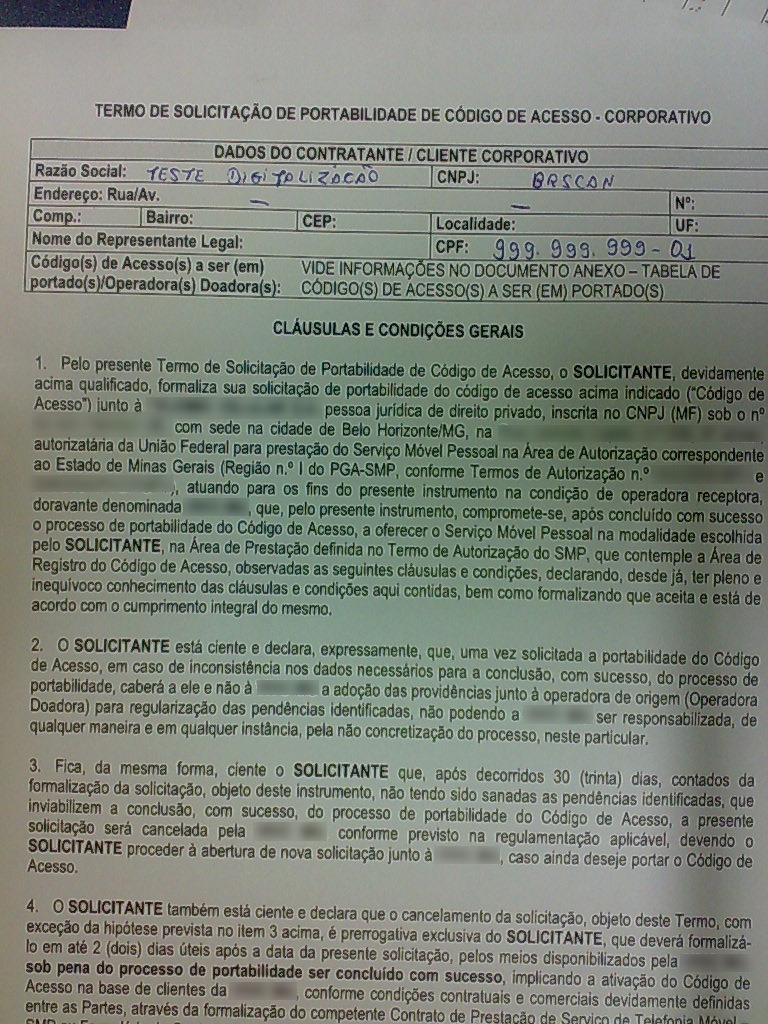 TERMO DE SOLICITAÇÃO DE PORTABILIDADE DE CÓDIGO DE ACESSO - CORPORATIVO
DADOS DO CONTRATANTE / CLIENTE CORPORATIVO
Razão Social: TESTE DIGITALIZACÃO CNPJ: BRSCAN
Endereço: Rua/Av. — — Nº:
Comp.: Bairro: CEP: Localidade: UF:
Nome do Representante Legal: CPF: 999.999.999-01
Código(s) de Acesso(s) a ser (em) VIDE INFORMAÇÕES NO DOCUMENTO ANEXO – TABELA DE
portado(s)/Operadora(s) Doadora(s): CÓDIGO(S) DE ACESSO(S) A SER (EM) PORTADO(S)
CLÁUSULAS E CONDIÇÕES GERAIS
1. Pelo presente Termo de Solicitação de Portabilidade de Código de Acesso, o SOLICITANTE, devidamente
acima qualificado, formaliza sua solicitação de portabilidade do código de acesso acima indicado (“Código de
Acesso”) junto à pessoa jurídica de direito privado, inscrita no CNPJ (MF) sob o nº
com sede na cidade de Belo Horizonte/MG, na
autorizatária da União Federal para prestação do Serviço Móvel Pessoal na Área de Autorização correspondente
ao Estado de Minas Gerais (Região n.º I do PGA-SMP, conforme Termos de Autorização n.º e
), atuando para os fins do presente instrumento na condição de operadora receptora,
doravante denominada , que, pelo presente instrumento, compromete-se, após concluído com sucesso
o processo de portabilidade do Código de Acesso, a oferecer o Serviço Móvel Pessoal na modalidade escolhida
pelo SOLICITANTE, na Área de Prestação definida no Termo de Autorização do SMP, que contemple a Área de
Registro do Código de Acesso, observadas as seguintes cláusulas e condições, declarando, desde já, ter pleno e
inequívoco conhecimento das cláusulas e condições aqui contidas, bem como formalizando que aceita e está de
acordo com o cumprimento integral do mesmo.
2. O SOLICITANTE está ciente e declara, expressamente, que, uma vez solicitada a portabilidade do Código
de Acesso, em caso de inconsistência nos dados necessários para a conclusão, com sucesso, do processo de
portabilidade, caberá a ele e não à a adoção das providências junto à operadora de origem (Operadora
Doadora) para regularização das pendências identificadas, não podendo a ser responsabilizada, de
qualquer maneira e em qualquer instância, pela não concretização do processo, neste particular.
3. Fica, da mesma forma, ciente o SOLICITANTE que, após decorridos 30 (trinta) dias, contados da
formalização da solicitação, objeto deste instrumento, não tendo sido sanadas as pendências identificadas, que
inviabilizem a conclusão, com sucesso, do processo de portabilidade do Código de Acesso, a presente
solicitação será cancelada pela conforme previsto na regulamentação aplicável, devendo o
SOLICITANTE proceder à abertura de nova solicitação junto à , caso ainda deseje portar o Código de
Acesso.
4. O SOLICITANTE também está ciente e declara que o cancelamento da solicitação, objeto deste Termo, com
exceção da hipótese prevista no item 3 acima, é prerrogativa exclusiva do SOLICITANTE, que deverá formalizá-
lo em até 2 (dois) dias úteis após a data da presente solicitação, pelos meios disponibilizados pela
sob pena do processo de portabilidade ser concluído com sucesso, implicando a ativação do Código de
Acesso na base de clientes da , conforme condições contratuais e comerciais devidamente definidas
entre as Partes, através da formalização do competente Contrato de Prestação de Serviço de Telefonia Móvel –